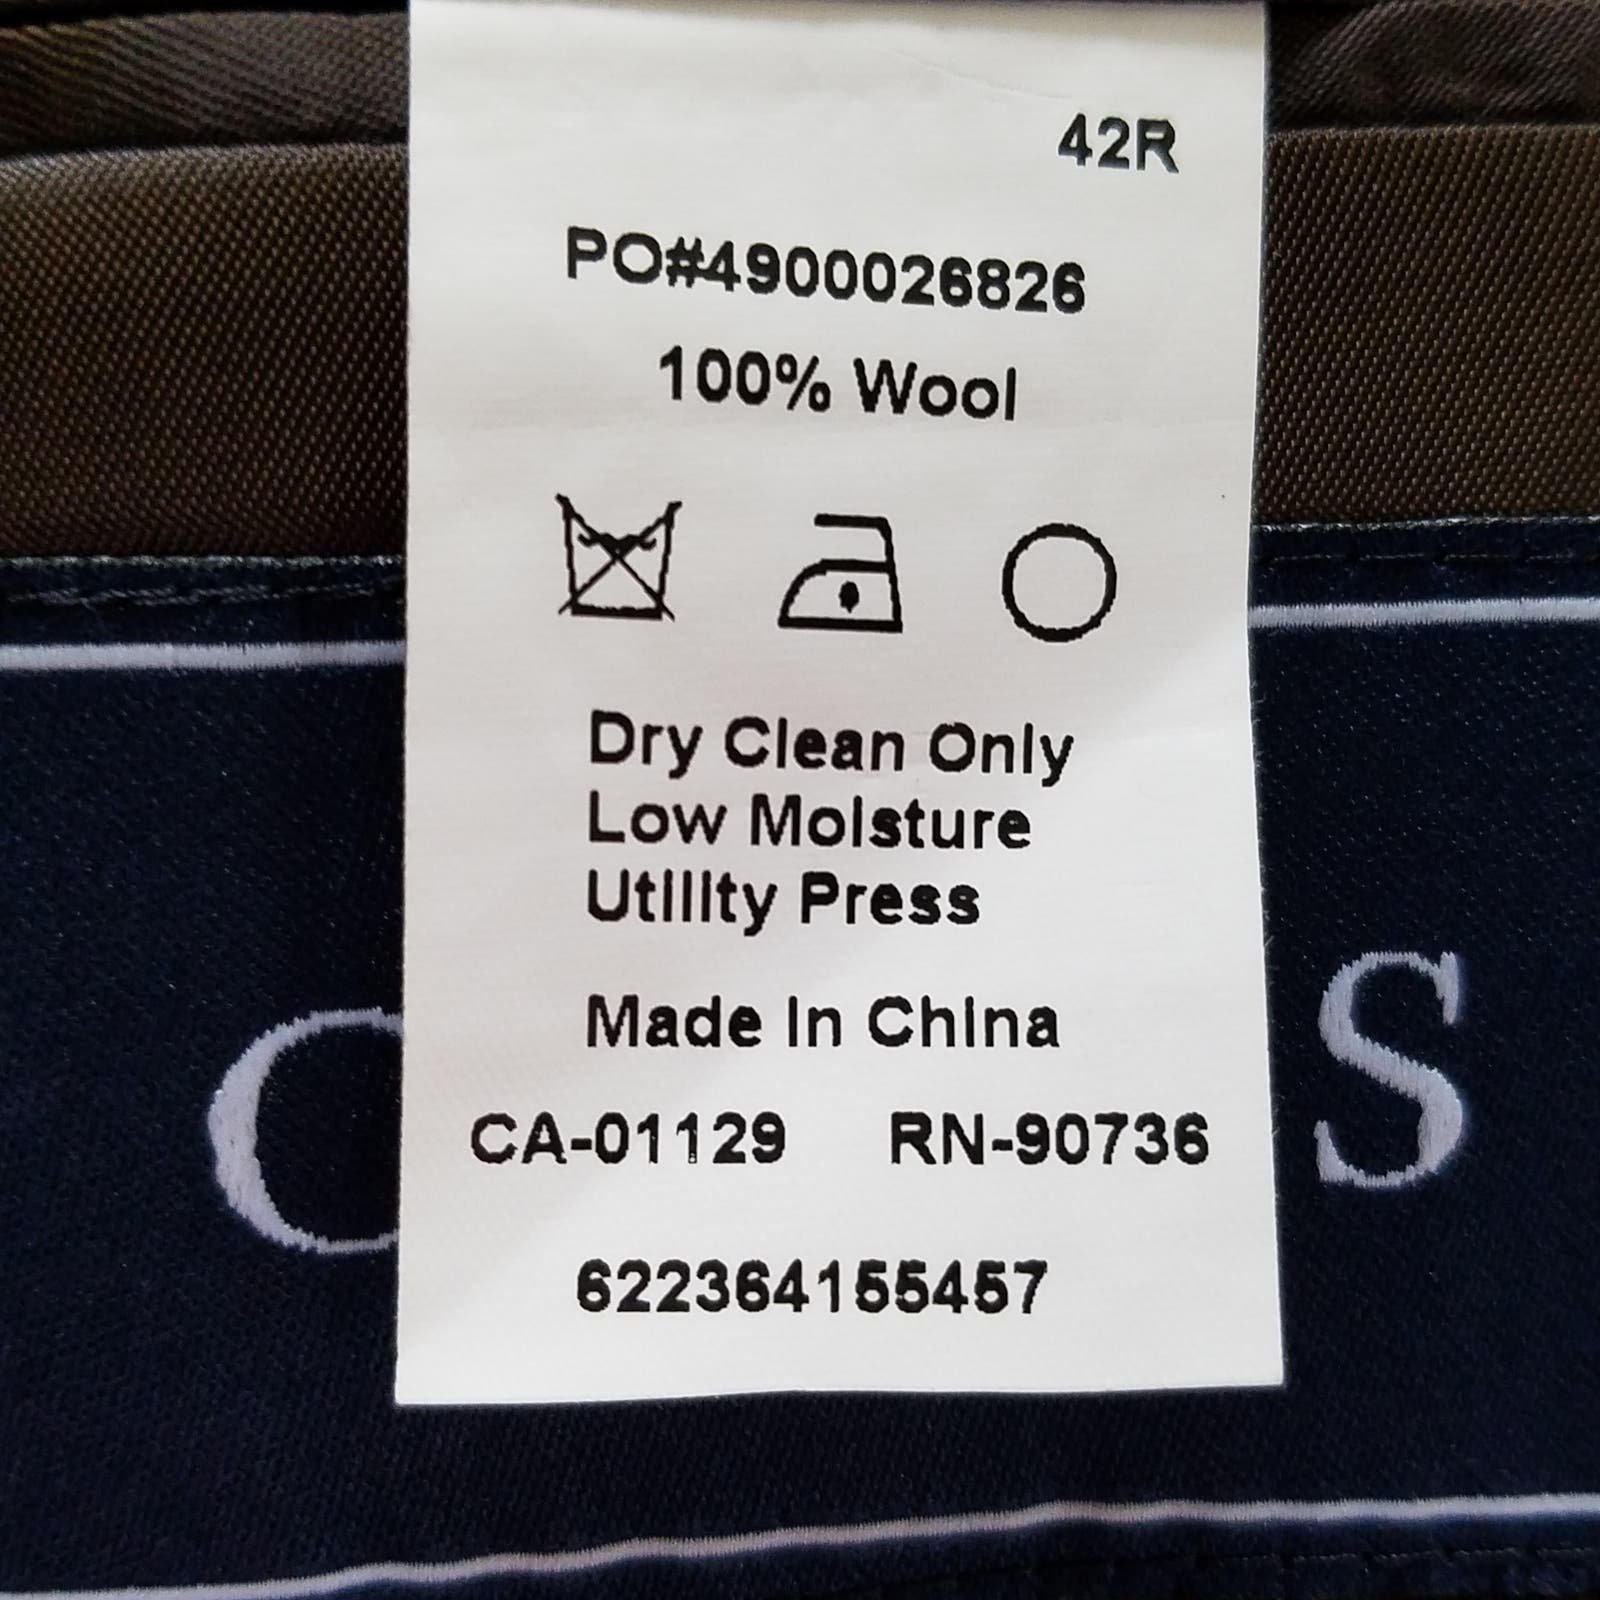 42R
PO#4900026826
100% Wool
Dry Clean Only
Low Moisture
Utility Press
Made In China
CA-01129 RN-90736
C S
622364155457